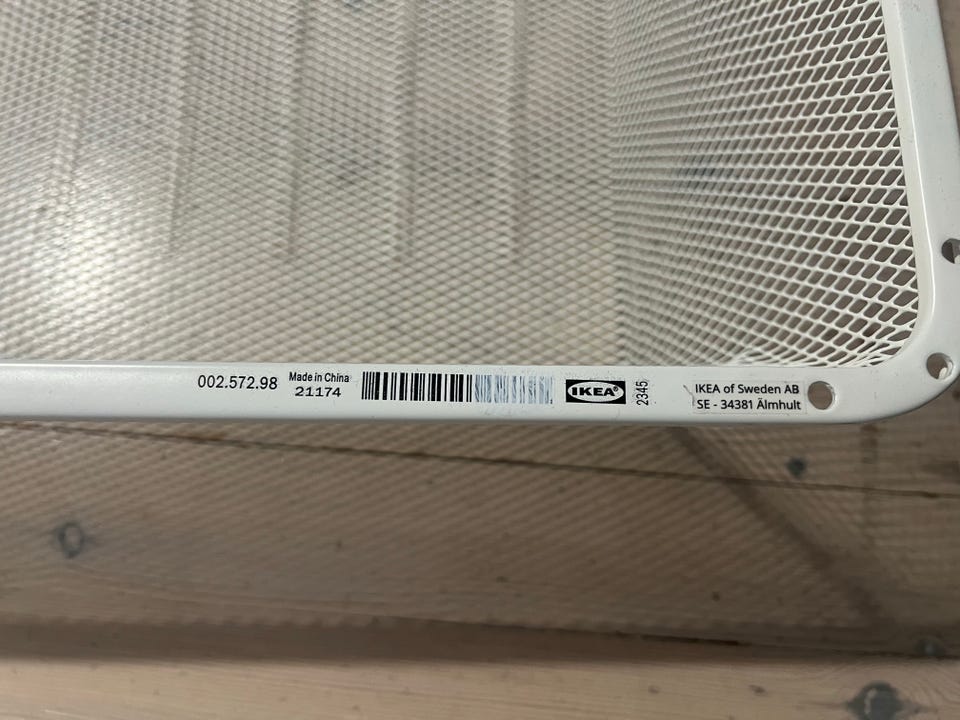 002.572.98
Made in China
21174
IKEA®
2345
IKEA of Sweden AB
SE - 34381 Älmhult